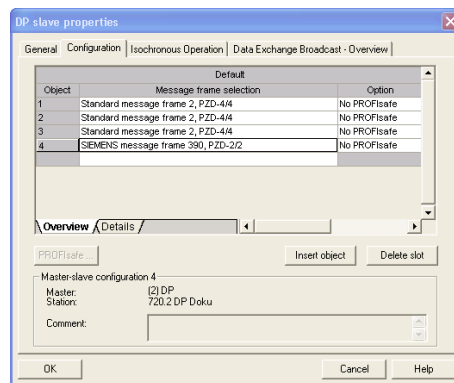 DP slave properties
General Configuration Isochronous Operation Data Exchange Broadcast - Overview
Default
Object Message frame selection Option
1 Standard message frame 2, PZD-4/4 No PROFIsafe
2 Standard message frame 2, PZD-4/4 No PROFIsafe
3 Standard message frame 2, PZD-4/4 No PROFIsafe
4 SIEMENS message frame 390, PZD-2/2 No PROFIsafe
Overview Details
PROFIsafe ... Insert object Delete slot
Master-slave configuration 4
Master: (2) DP
Station: 720.2 DP Doku
Comment:
OK Cancel Help